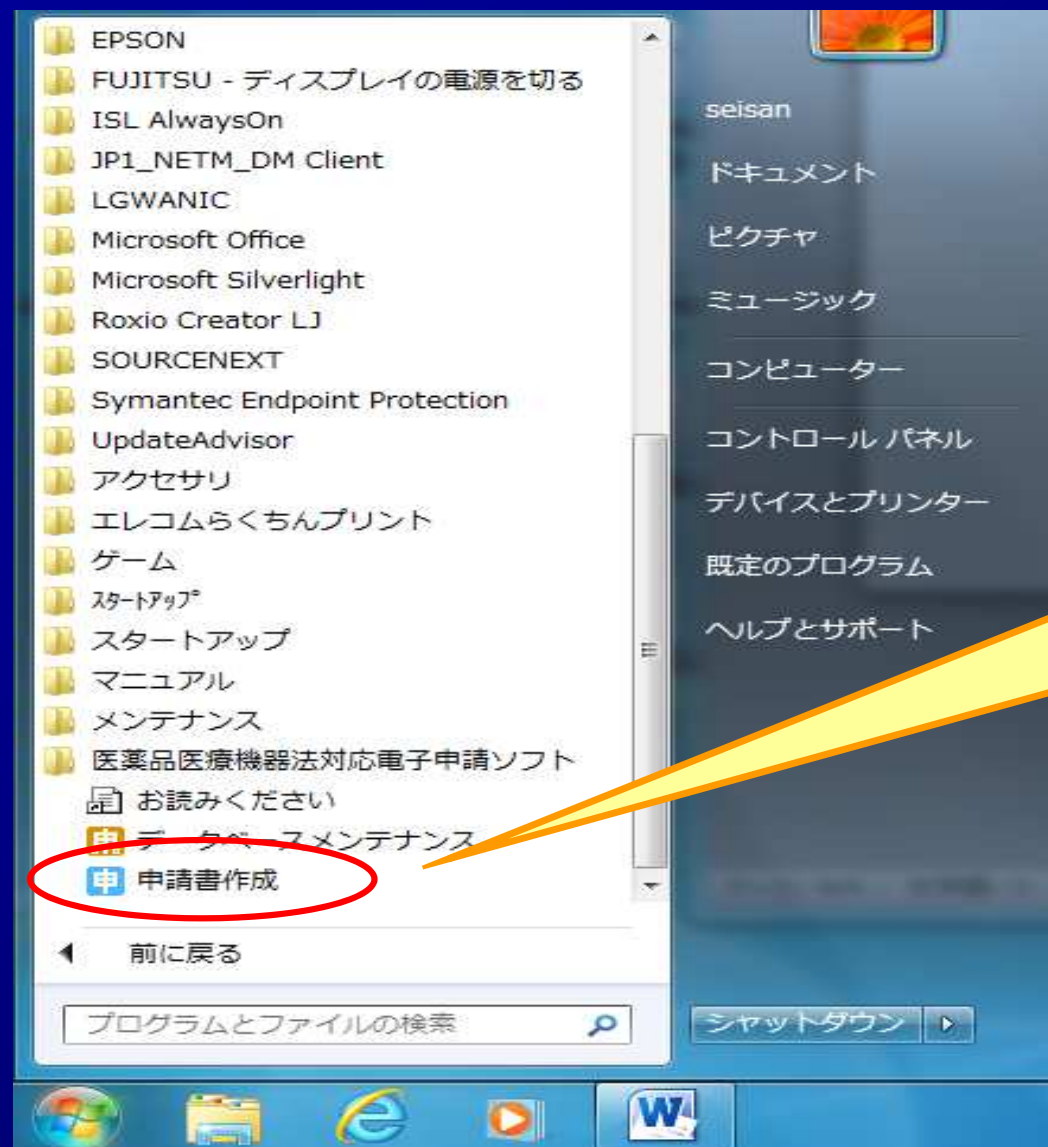 EPSON
FUJITSU - ディスプレイの電源を切る
ISL AlwaysOn
JP1_NETM_DM Client
LGWANIC
Microsoft Office
Microsoft Silverlight
Roxio Creator LJ
SOURCENEXT
Symantec Endpoint Protection
UpdateAdvisor
アクセサリ
エレコムらくちんプリント
ゲーム
ｽﾀｰﾄｱｯﾌﾟ
スタートアップ
マニュアル
メンテナンス
医薬品医療機器法対応電子申請ソフト
お読みください
データベースメンテナンス
申請書作成
前に戻る
プログラムとファイルの検索
seisan
ドキュメント
ピクチャ
ミュージック
コンピューター
コントロール パネル
デバイスとプリンター
既定のプログラム
ヘルプとサポート
シャットダウン